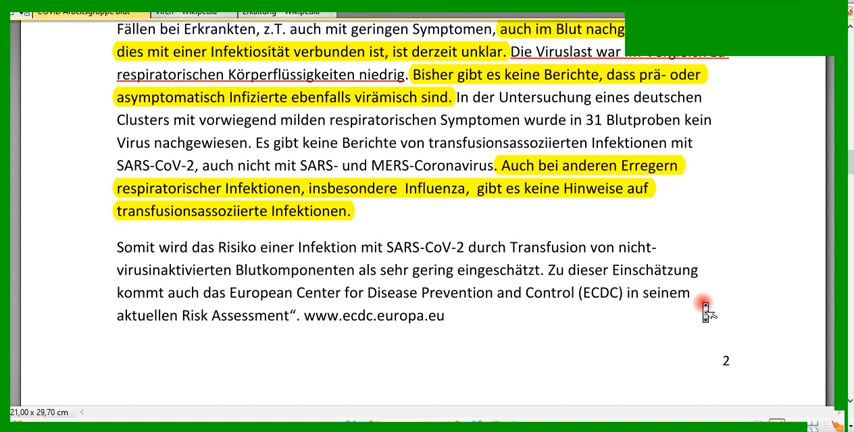 COVID Arbeitsgruppe Blut Viren – Wikipedia Erkältung – Wikipedia
Fällen bei Erkrankten, z.T. auch mit geringen Symptomen, auch im Blut
dies mit einer Infektiosität verbunden ist, ist derzeit unklar. Die Viruslast war
respiratorischen Körperflüssigkeiten niedrig. Bisher gibt es keine Berichte, dass prä- oder
asymptomatisch Infizierte ebenfalls virämisch sind. In der Untersuchung eines deutschen
Clusters mit vorwiegend milden respiratorischen Symptomen wurde in 31 Blutproben kein
Virus nachgewiesen. Es gibt keine Berichte von transfusionsassoziierten Infektionen mit
SARS-CoV-2, auch nicht mit SARS- und MERS-Coronavirus. Auch bei anderen Erregern
respiratorischer Infektionen, insbesondere Influenza, gibt es keine Hinweise auf
transfusionsassoziierte Infektionen.
Somit wird das Risiko einer Infektion mit SARS-CoV-2 durch Transfusion von nicht-
virusinaktivierten Blutkomponenten als sehr gering eingeschätzt. Zu dieser Einschätzung
kommt auch das European Center for Disease Prevention and Control (ECDC) in seinem
aktuellen Risk Assessment“. www.ecdc.europa.eu
2
21,00 x 29,70 cm